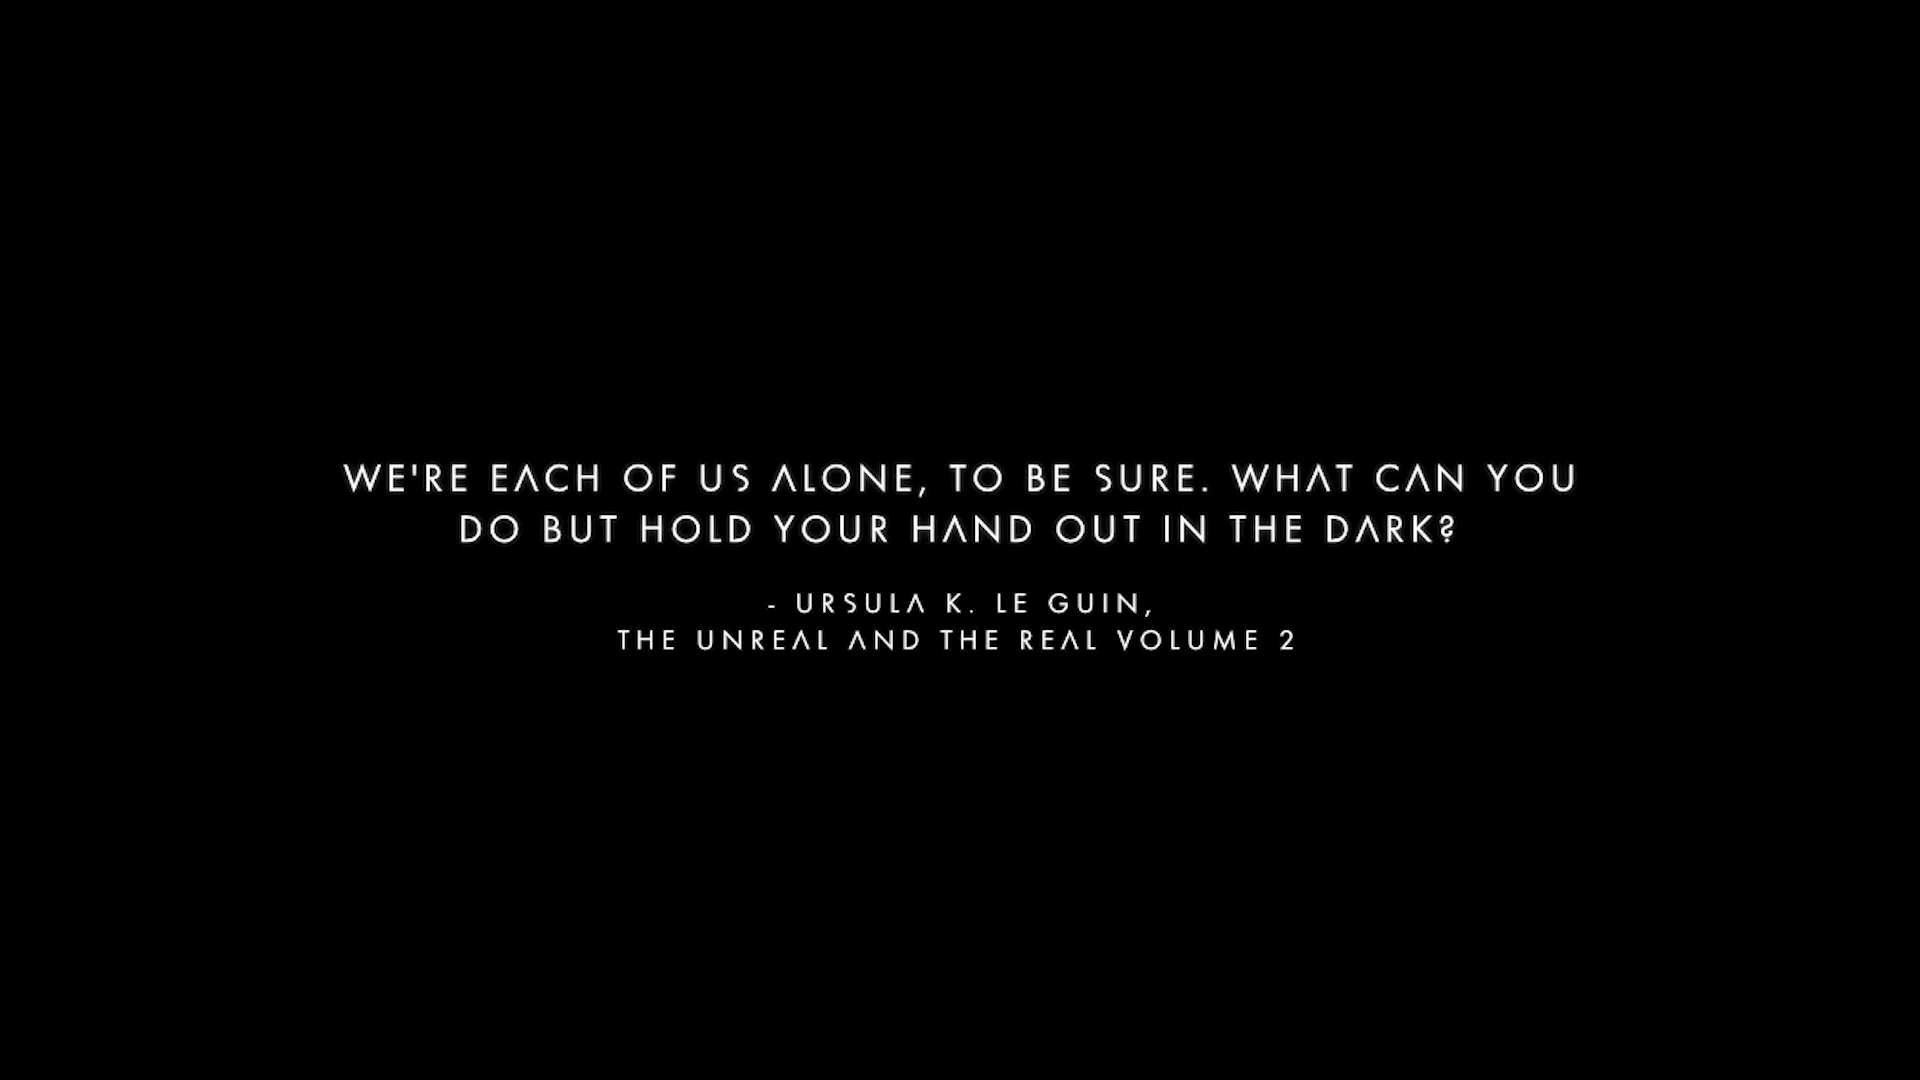 WE'RE EACH OF US ALONE, TO BE SURE. WHAT CAN YOU
DO BUT HOLD YOUR HAND OUT IN THE DARK?
- URSULA K. LE GUIN,
THE UNREAL AND THE REAL VOLUME 2